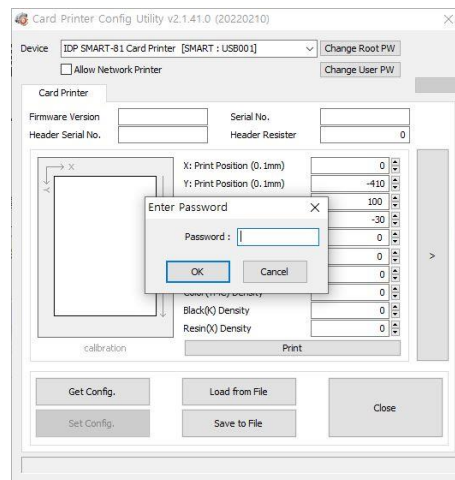 Card Printer Config Utility v2.1.41.0 (20220210)
Device IDP SMART-81 Card Printer [SMART : USB001] Change Root PW
Allow Network Printer Change User PW
Card Printer
Firmware Version Serial No.
Header Serial No. Header Resister 0
X
Y
X: Print Position (0.1mm) 0
Y: Print Position (0.1mm) -410
100
-30
0
0
0
Enter Password
Password :
OK Cancel
Density 0
Black(K) Density 0
Resin(X) Density 0
calibration Print
>
Get Config. Load from File
Set Config. Save to File
Close